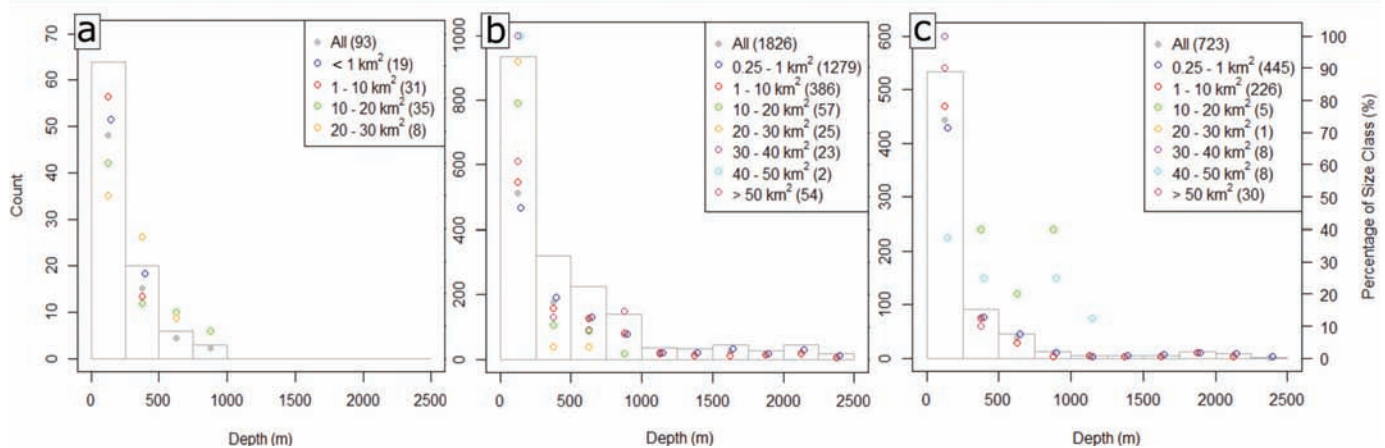 a
70
60
50
40
30
20
10
0
Count
All (93)
< 1 km² (19)
1 - 10 km² (31)
10 - 20 km² (35)
20 - 30 km² (8)
0 500 1000 1500 2000 2500
Depth (m)
b
1000
800
600
400
200
0
All (1826)
0.25 - 1 km² (1279)
1 - 10 km² (386)
10 - 20 km² (57)
20 - 30 km² (25)
30 - 40 km² (23)
40 - 50 km² (2)
> 50 km² (54)
0 500 1000 1500 2000 2500
Depth (m)
c
600
500
400
300
200
100
0
All (723)
0.25 - 1 km² (445)
1 - 10 km² (226)
10 - 20 km² (5)
20 - 30 km² (1)
30 - 40 km² (8)
40 - 50 km² (8)
> 50 km² (30)
0 500 1000 1500 2000 2500
Depth (m)
100
90
80
70
60
50
40
30
20
10
0
Percentage of Size Class (%)